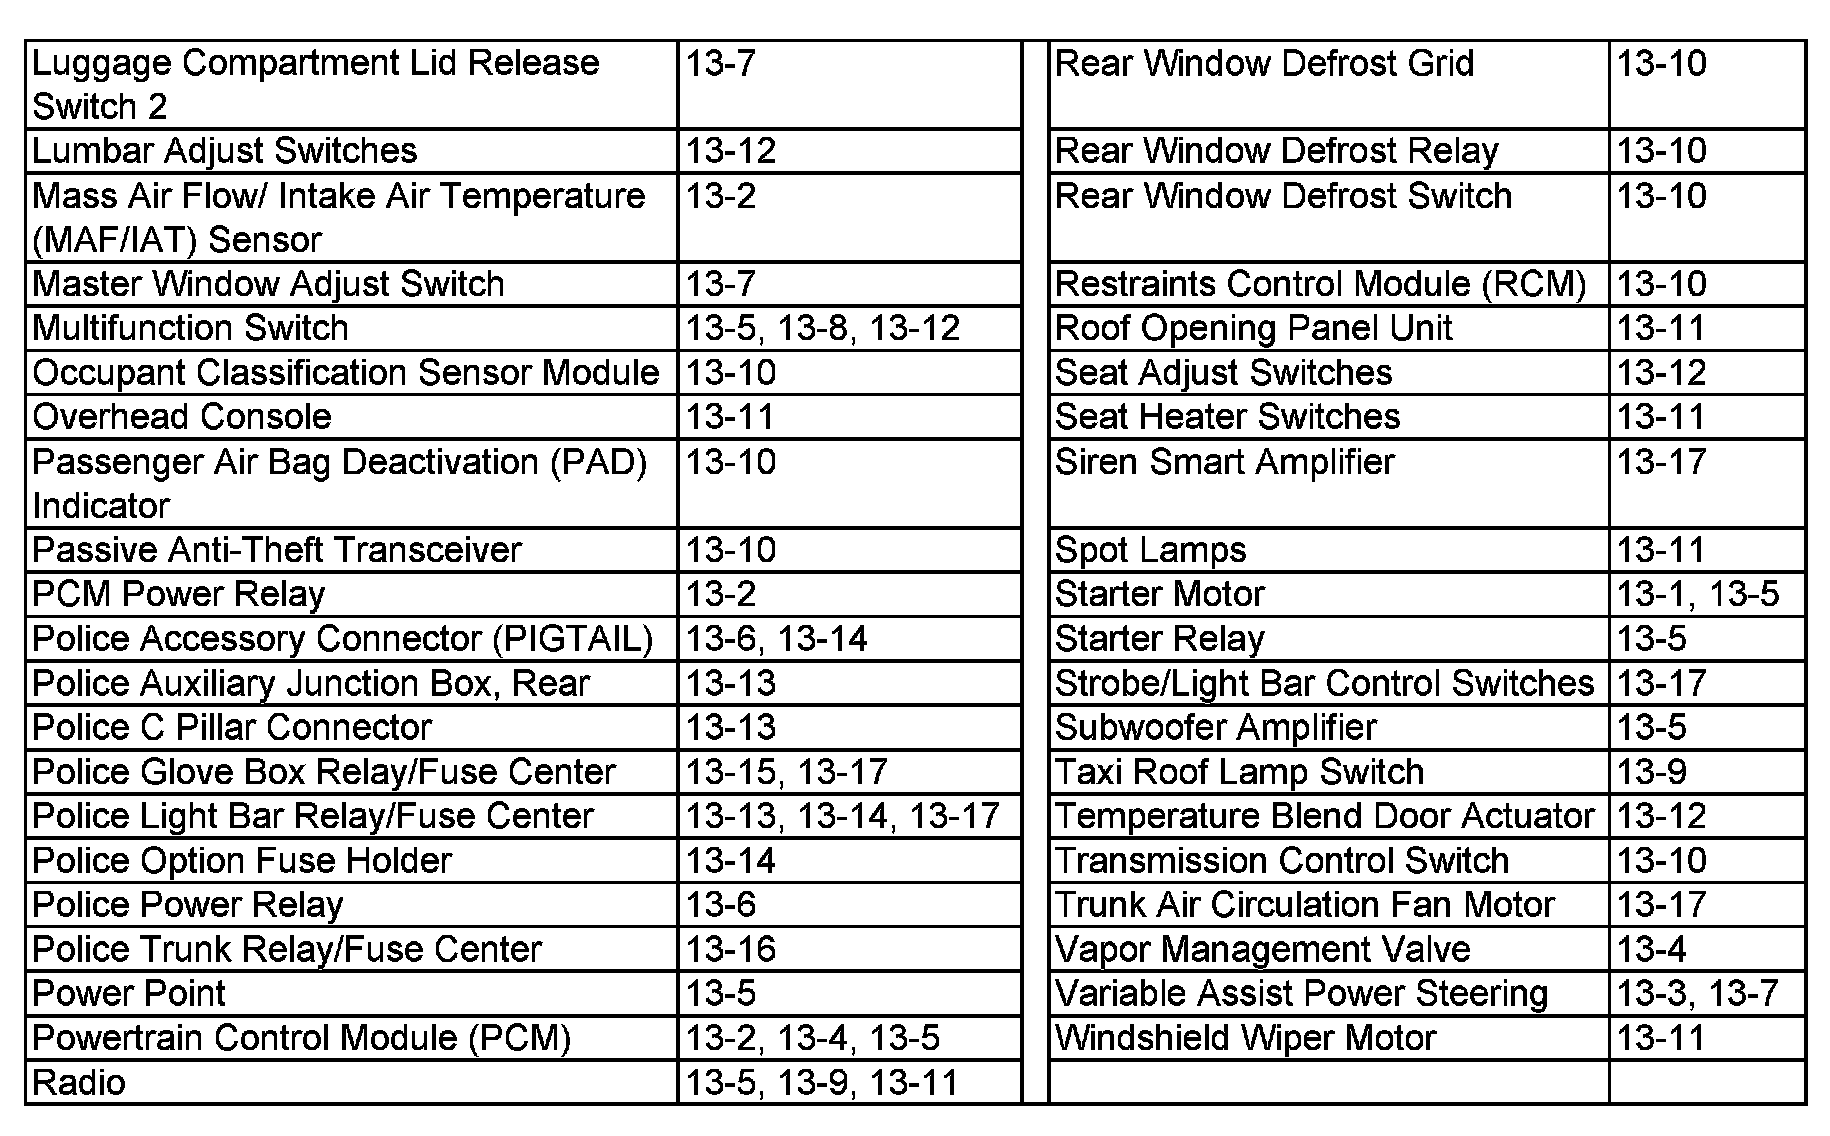 Luggage Compartment Lid Release 13-7 Rear Window Defrost Grid 13-10
Switch 2
Lumbar Adjust Switches 13-12 Rear Window Defrost Relay 13-10
Mass Air Flow/ Intake Air Temperature 13-2 Rear Window Defrost Switch 13-10
(MAF/IAT) Sensor
Master Window Adjust Switch 13-7 Restraints Control Module (RCM) 13-10
Multifunction Switch 13-5, 13-8, 13-12 Roof Opening Panel Unit 13-11
Occupant Classification Sensor Module 13-10 Seat Adjust Switches 13-12
Overhead Console 13-11 Seat Heater Switches 13-11
Passenger Air Bag Deactivation (PAD) 13-10 Siren Smart Amplifier 13-17
Indicator
Passive Anti-Theft Transceiver 13-10 Spot Lamps 13-11
PCM Power Relay 13-2 Starter Motor 13-1, 13-5
Police Accessory Connector (PIGTAIL) 13-6, 13-14 Starter Relay 13-5
Police Auxiliary Junction Box, Rear 13-13 Strobe/Light Bar Control Switches 13-17
Police C Pillar Connector 13-13 Subwoofer Amplifier 13-5
Police Glove Box Relay/Fuse Center 13-15, 13-17 Taxi Roof Lamp Switch 13-9
Police Light Bar Relay/Fuse Center 13-13, 13-14, 13-17 Temperature Blend Door Actuator 13-12
Police Option Fuse Holder 13-14 Transmission Control Switch 13-10
Police Power Relay 13-6 Trunk Air Circulation Fan Motor 13-17
Police Trunk Relay/Fuse Center 13-16 Vapor Management Valve 13-4
Power Point 13-5 Variable Assist Power Steering 13-3, 13-7
Powertrain Control Module (PCM) 13-2, 13-4, 13-5 Windshield Wiper Motor 13-11
Radio 13-5, 13-9, 13-11